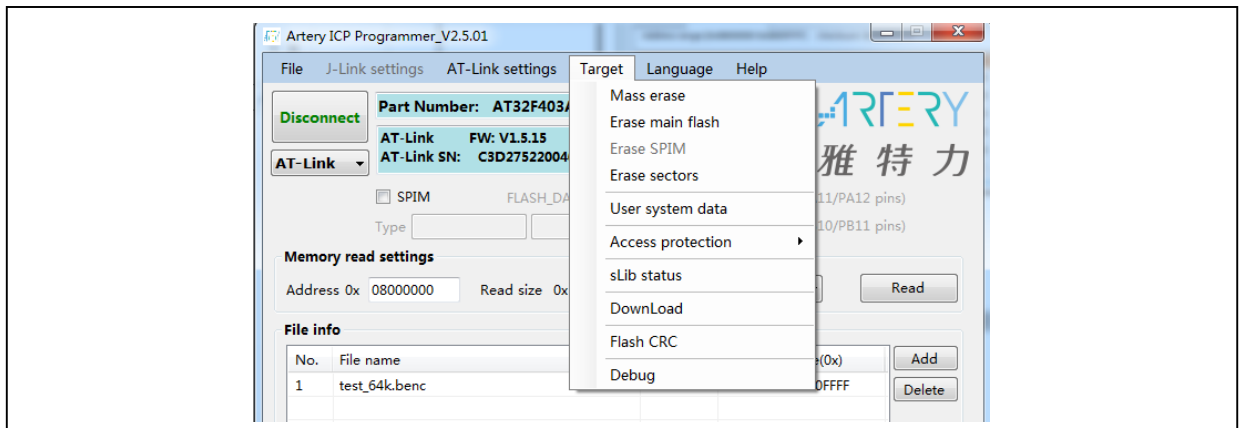 Artery ICP Programmer_V2.5.01
File J-Link settings AT-Link settings Target Language Help
Disconnect
Part Number: AT32F403A
AT-Link FW: V1.5.15
AT-Link SN: C3D27522004
AT-Link
Mass erase
Erase main flash
Erase SPIM
Erase sectors
User system data
Access protection
sLib status
DownLoad
Flash CRC
Debug
ARTERY
雅特力
SPIM FLASH_DA 11/PA12 pins)
Type 10/PB11 pins)
Memory read settings
Address 0x 08000000 Read size 0x Read
File info
No. File name (0x) Add
1 test_64k.benc 0FFFF Delete